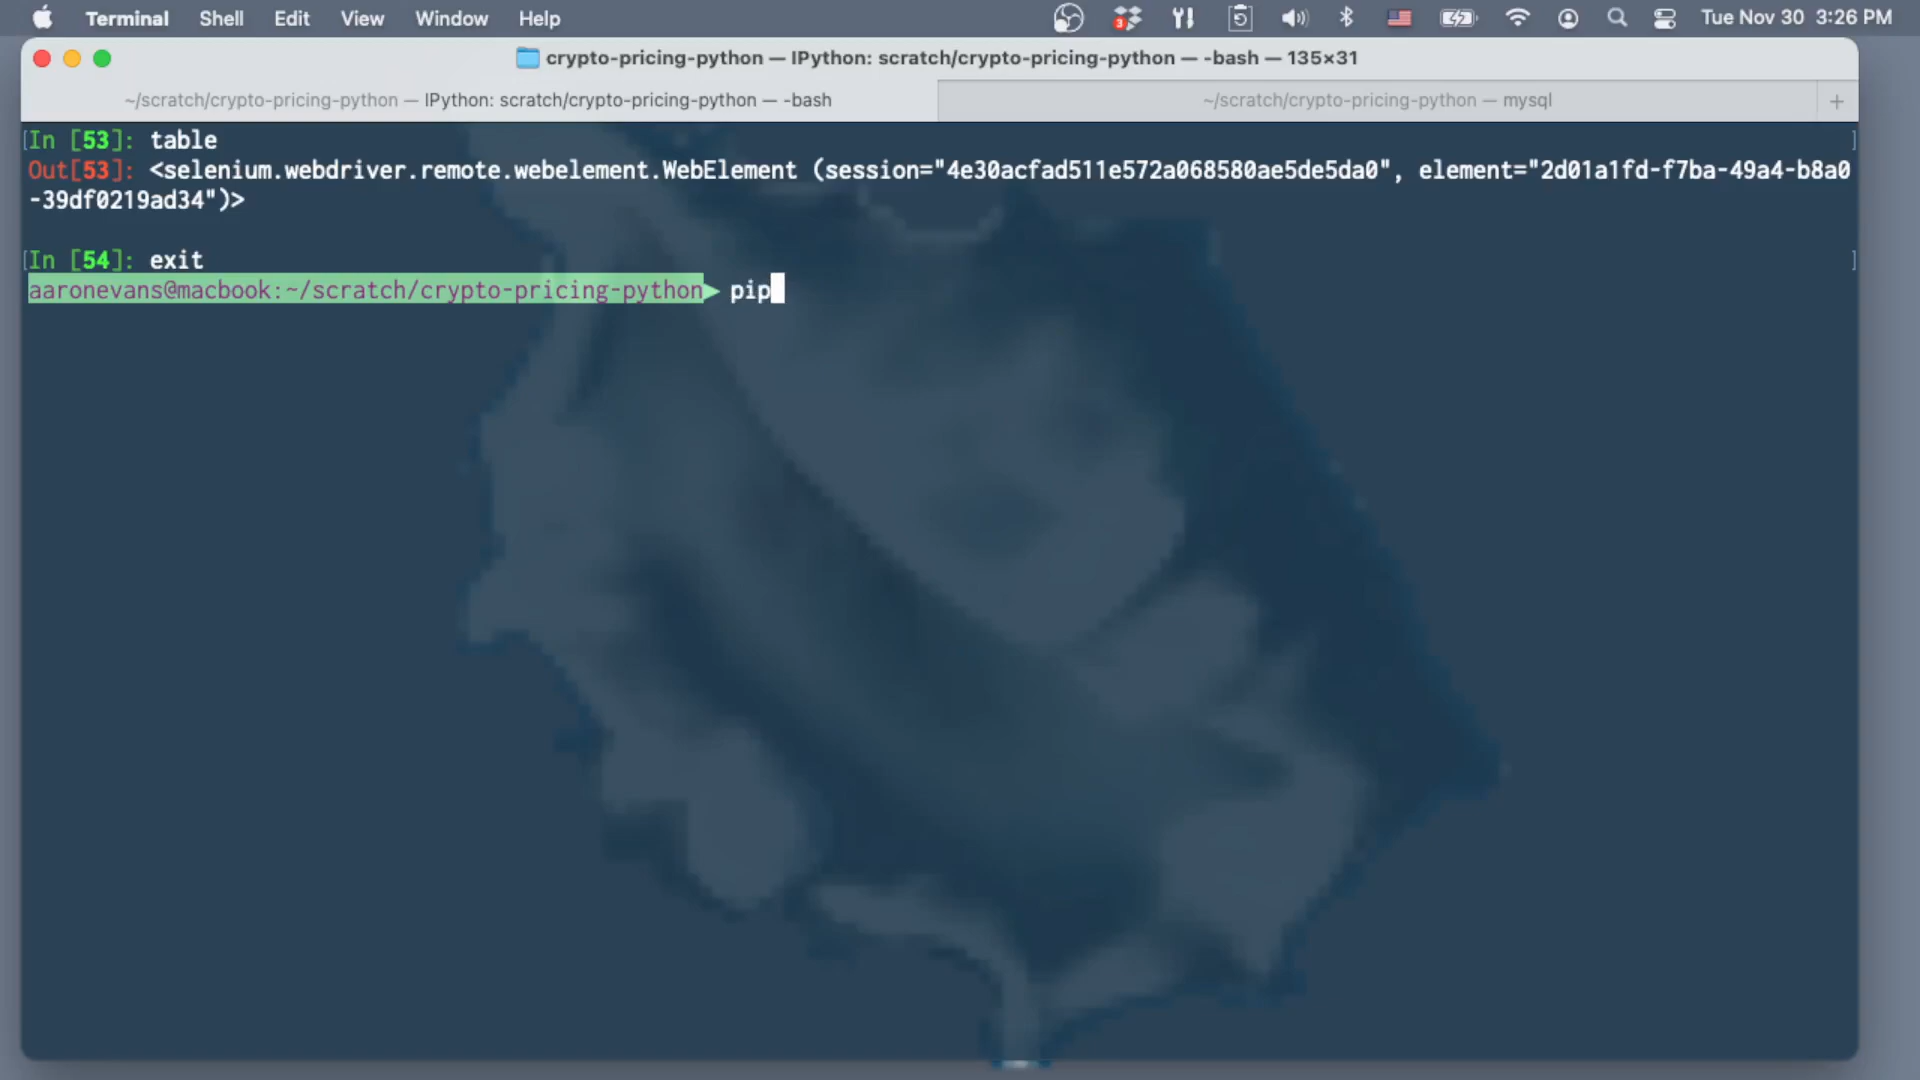 Terminal Shell Edit View Window Help 3 Tue Nov 30 3:26 PM
crypto-pricing-python — IPython: scratch/crypto-pricing-python — -bash — 135×31
~/scratch/crypto-pricing-python — IPython: scratch/crypto-pricing-python — -bash ~/scratch/crypto-pricing-python — mysql +
[In [53]: table ]
Out[53]: <selenium.webdriver.remote.webelement.WebElement (session="4e30acfad511e572a068580ae5de5da0", element="2d01a1fd-f7ba-49a4-b8a0
-39df0219ad34")>
[In [54]: exit ]
aaronevans@macbook:~/scratch/crypto-pricing-python pip